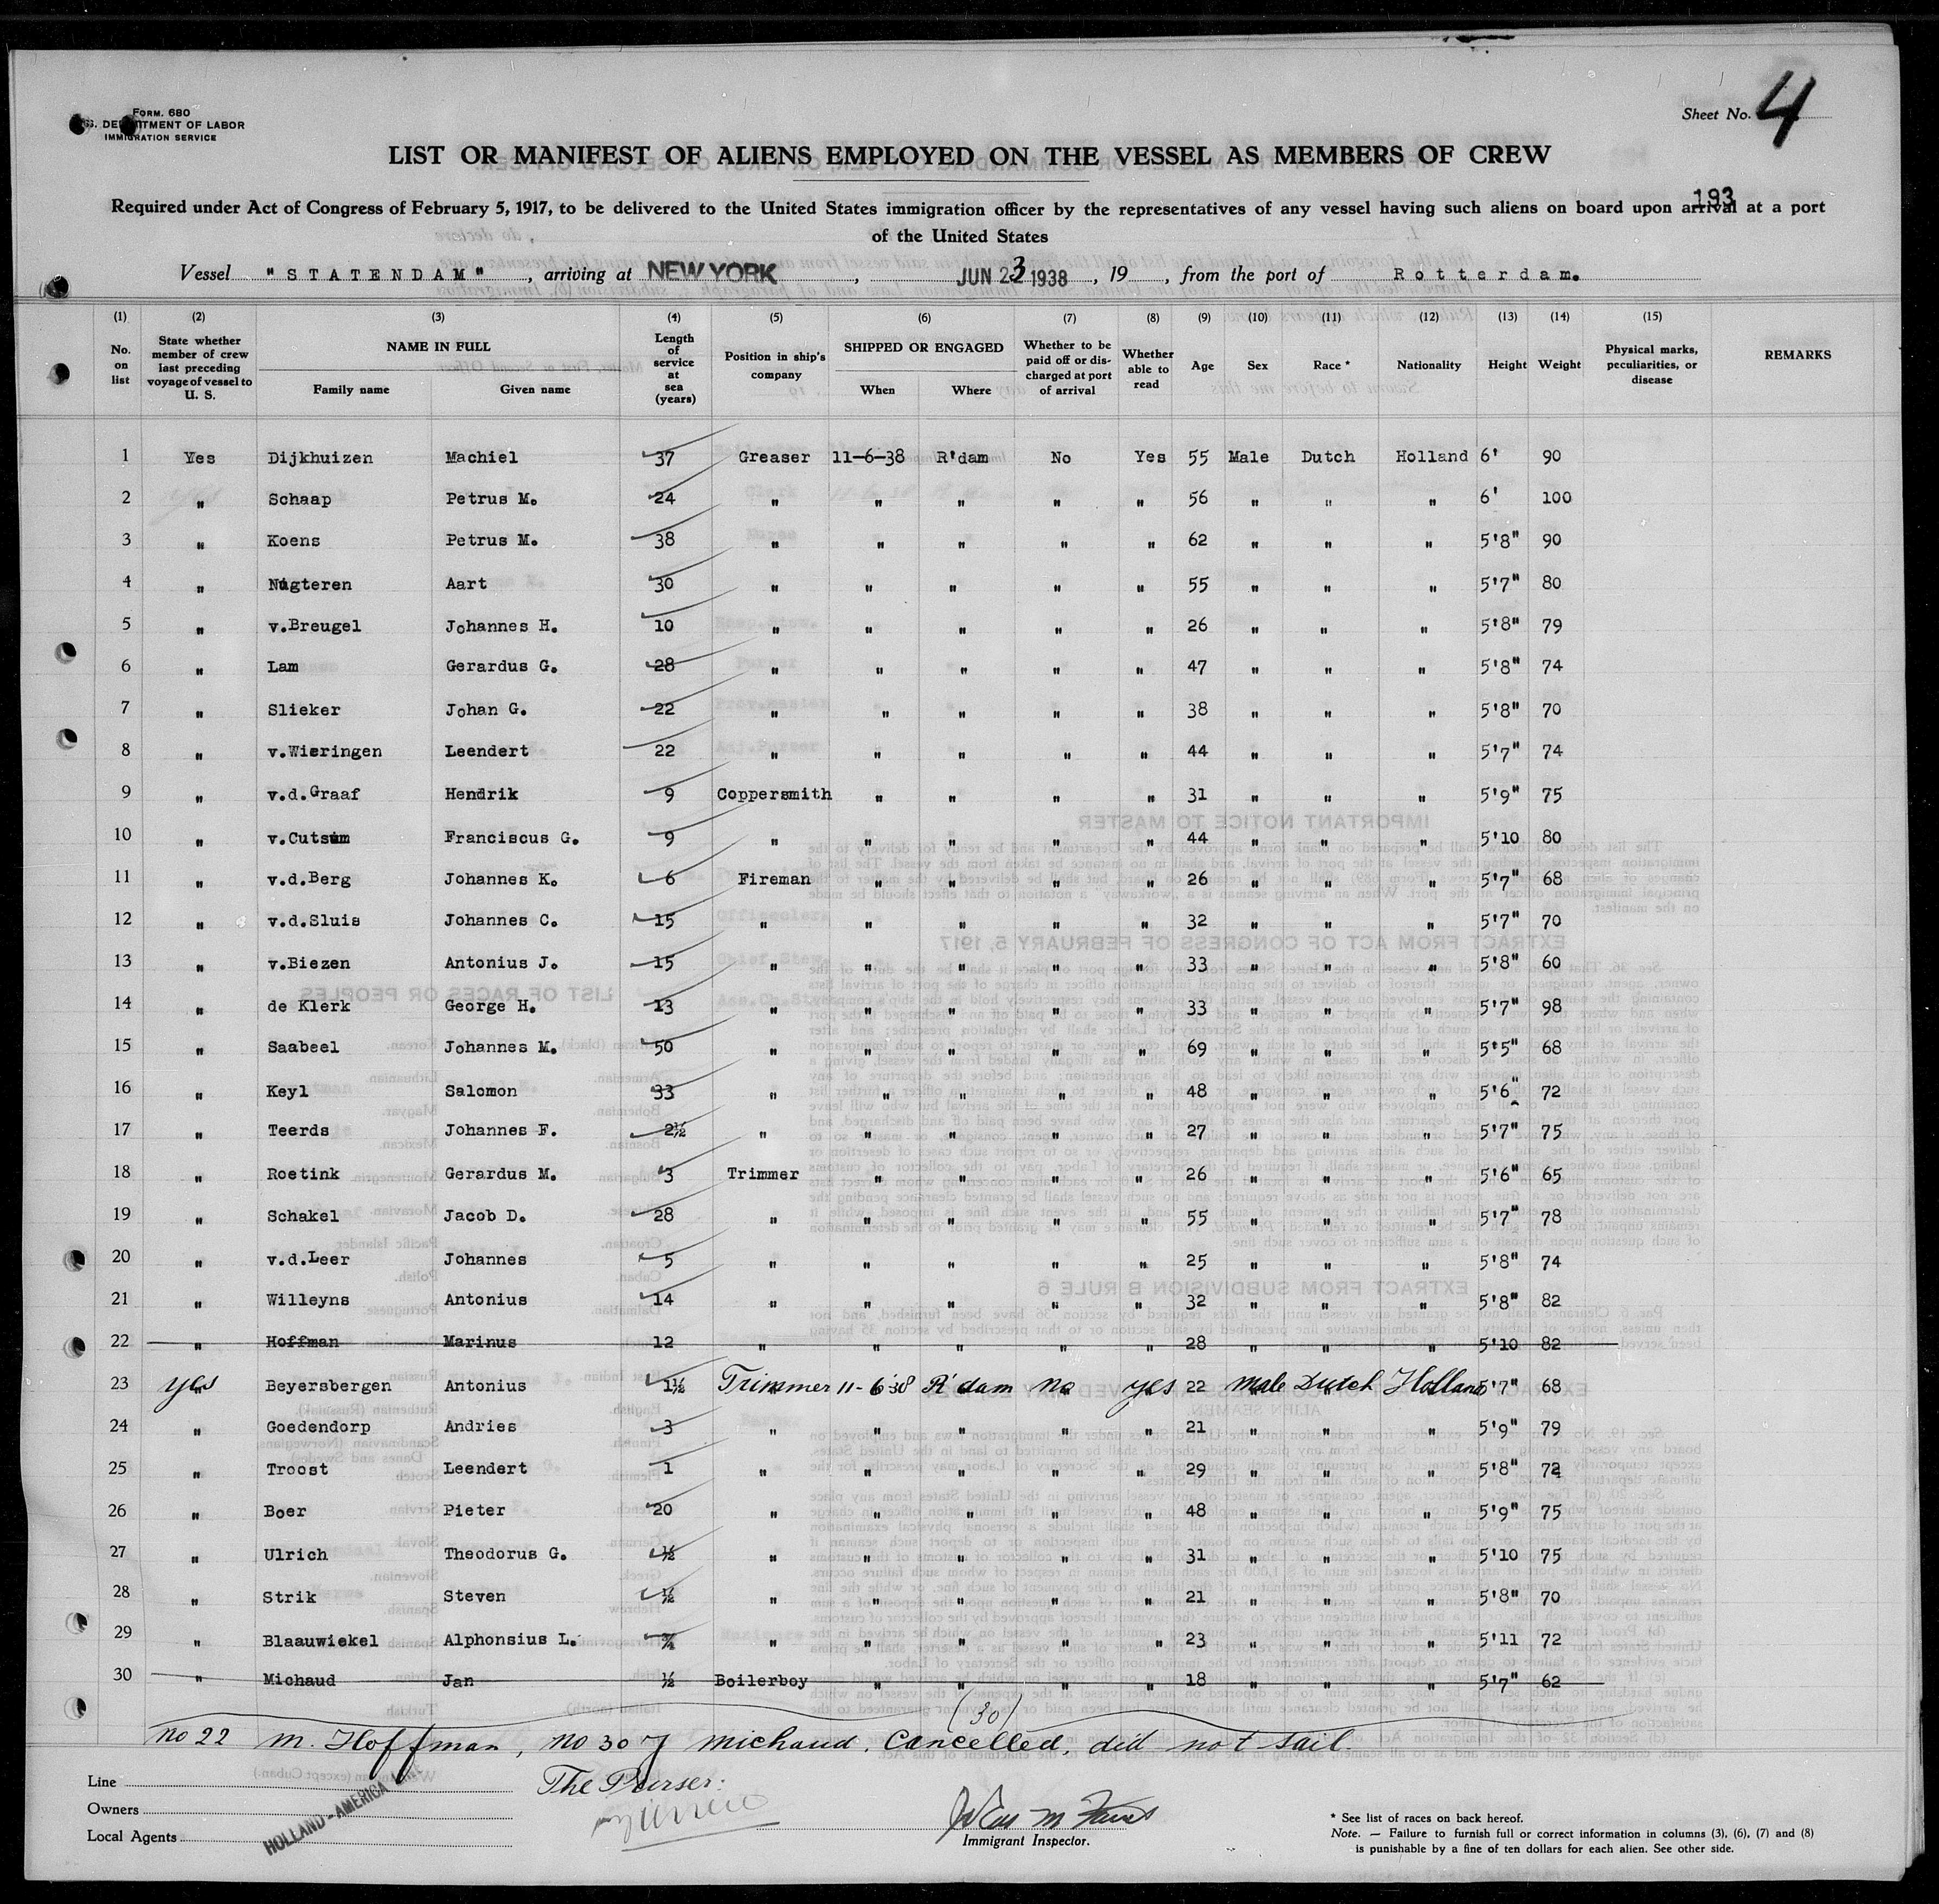 Form. 680
DEPARTMENT OF LABOR
IMMIGRATION SERVICE
Sheet No. 4
LIST OR MANIFEST OF ALIENS EMPLOYED ON THE VESSEL AS MEMBERS OF CREW
193
Required under Act of Congress of February 5, 1917, to be delivered to the United States immigration officer by the representatives of any vessel having such aliens on board upon arrival at a port
of the United States
Vessel "STATENDAM", arriving at NEW YORK, JUN 23 1938, 19, from the port of Rotterdam.
(1) (2) (3) (4) (5) (6) (7) (8) (9) (10) (11) (12) (13) (14) (15)
No. on list | State whether member of crew last preceding voyage of vessel to U. S. | NAME IN FULL Family name Given name | Length of service at sea (years) | Position in ship's company | SHIPPED OR ENGAGED When Where | Whether to be paid off or discharged at port of arrival | Whether able to read | Age | Sex | Race * | Nationality | Height | Weight | Physical marks, peculiarities, or disease | REMARKS
1 Yes Dijkhuizen Machiel 37 Greaser 11-6-38 R'dam No Yes 55 Male Dutch Holland 6' 90
2 " Schaap Petrus M. 24 " " " " " 56 " " " 6' 100
3 " Koens Petrus M. 38 " " " " " 62 " " " 5'8" 90
4 " Nugteren Aart 30 " " " " " 55 " " " 5'7" 80
5 " v.Breugel Johannes H. 10 " " " " " 26 " " " 5'8" 79
6 " Lam Gerardus G. 28 " " " " " 47 " " " 5'8" 74
7 " Slieker Johan G. 22 " " " " " 38 " " " 5'8" 70
8 " v.Wieringen Leendert 22 " " " " " 44 " " " 5'7" 74
9 " v.d.Graaf Hendrik 9 Coppersmith " " " " 31 " " " 5'9" 75
10 " v.Cutsum Franciscus G. 9 " " " " " 44 " " " 5'10 80
11 " v.d.Berg Johannes K. 6 Fireman " " " " 26 " " " 5'7" 68
12 " v.d.Sluis Johannes C. 15 " " " " " 32 " " " 5'7" 70
13 " v.Biezen Antonius J. 15 " " " " " 33 " " " 5'8" 60
14 " de Klerk George H. 13 " " " " " 33 " " " 5'7" 98
15 " Saabeel Johannes M. 50 " " " " " 69 " " " 5'5" 68
16 " Keyl Salomon 33 " " " " " 48 " " " 5'6" 72
17 " Teerds Johannes F. 2½ " " " " " 27 " " " 5'7" 75
18 " Roetink Gerardus M. 3 Trimmer " " " " 26 " " " 5'6" 65
19 " Schakel Jacob D. 28 " " " " " 55 " " " 5'7" 78
20 " v.d.Leer Johannes 5 " " " " " 25 " " " 5'8" 74
21 " Willeyns Antonius 14 " " " " " 32 " " " 5'8" 82
22 " Hoffman Marinus 12 " " " " " 28 " " " 5'10 82
23 yes Beyersbergen Antonius 1½ Trimmer 11-6-38 R'dam no yes 22 Male Dutch Holland 5'7" 68
24 " Goedendorp Andries 3 " " " " " 21 " " " 5'9" 79
25 " Troost Leendert 1 " " " " " 29 " " " 5'8" 72
26 " Boer Pieter 20 " " " " " 48 " " " 5'9" 75
27 " Ulrich Theodorus G. ½ " " " " " 31 " " " 5'10 75
28 " Strik Steven ½ " " " " " 21 " " " 5'8" 70
29 " Blaauwiekel Alphonsius L. ¾ " " " " " 23 " " " 5'11 72
30 " Michaud Jan ½ Boilerboy " " " " 18 " " " 5'7" 62
(30)
no 22 M. Hoffman, no 30 J Michaud. Cancelled, did not sail.
The Purser:
Line
Owners HOLLAND-AMERICA LINE
Local Agents
Immigrant Inspector.
* See list of races on back hereof.
Note. — Failure to furnish full or correct information in columns (3), (6), (7) and (8)
is punishable by a fine of ten dollars for each alien. See other side.